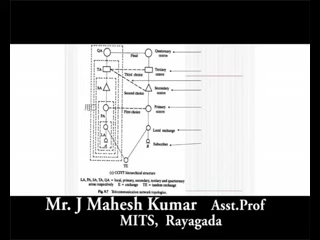 QA
Final
Quaternary
centre
TA
Third choice
Tertiary
centre
SA
Second choice
Secondary
centre
First choice
Primary
centre
PA
LA
Local exchange
Subscriber
TE
(c) CCITT hierarchical structure
LA, PA, SA, TA, QA = local, primary, secondary, tertiary and quaternary
areas respectively E = exchange TE = tandem exchange
Fig. 9.7 Telecommunication network topologies.
Mr. J Mahesh Kumar Asst.Prof
MITS, Rayagada